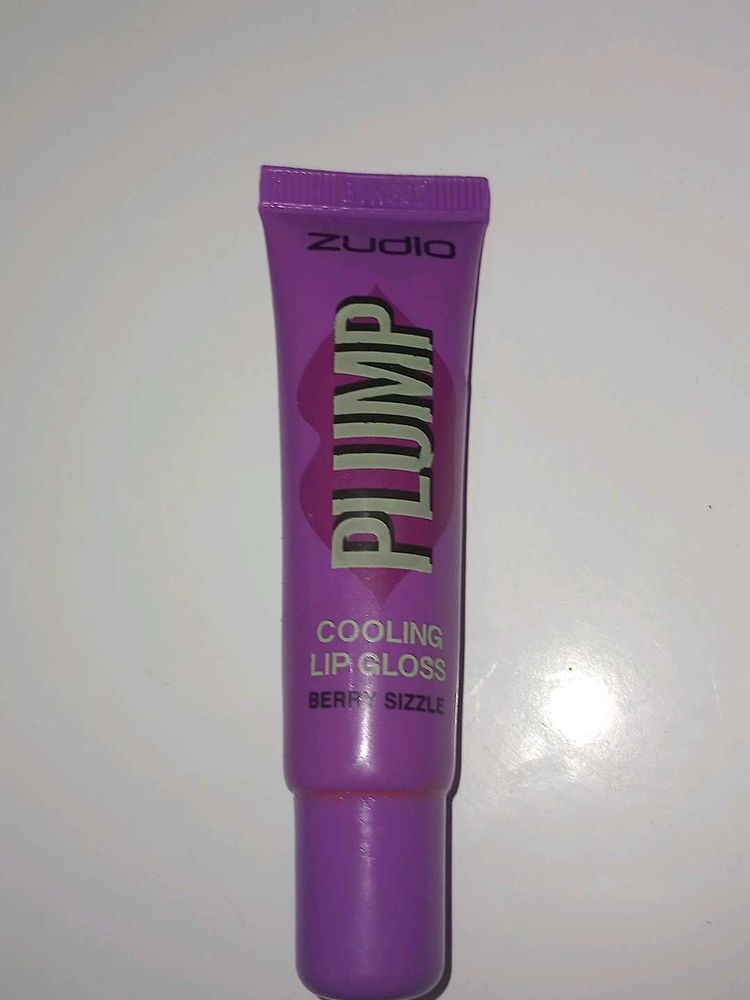 ZUDIO
PLUMP
COOLING
LIP GLOSS
BERRY SIZZLE